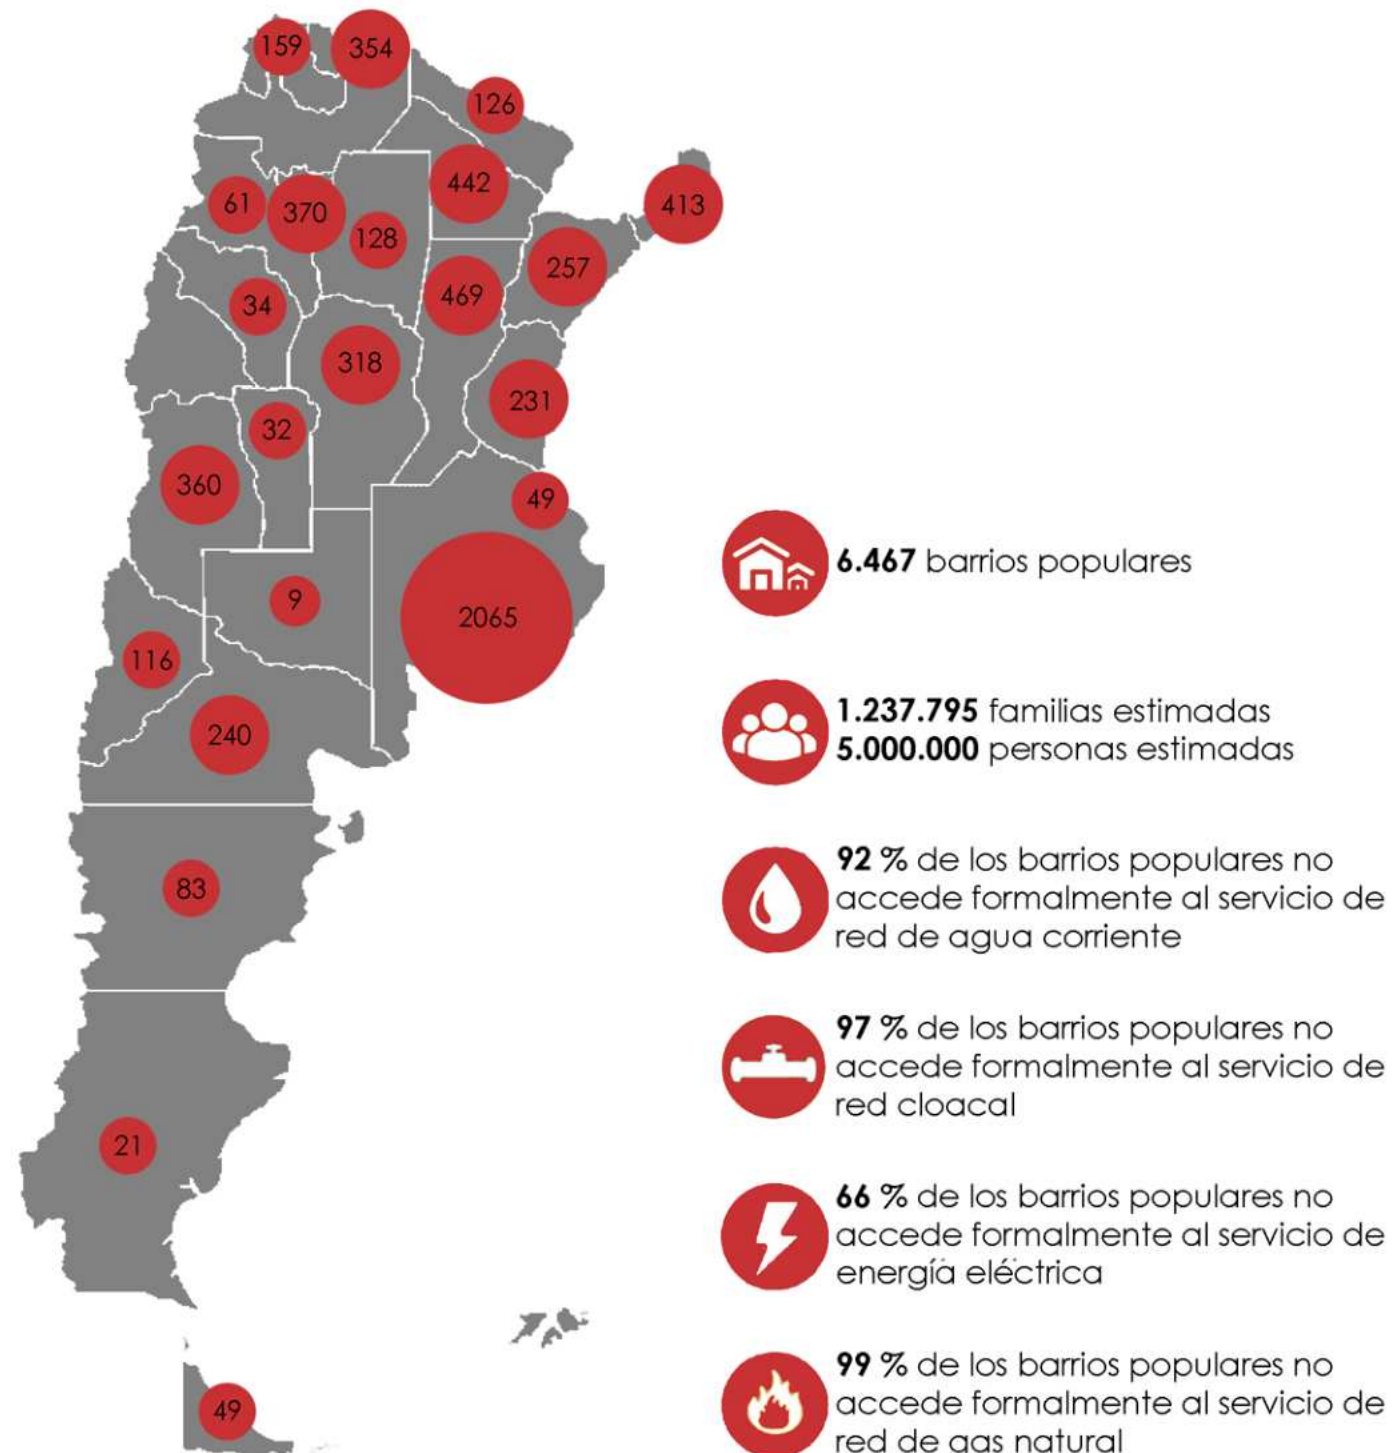 159
354
126
442
413
61
370
128
257
469
34
318
231
32
360
49
9
2065
116
240
83
21
49
6.467 barrios populares
1.237.795 familias estimadas
5.000.000 personas estimadas
92 % de los barrios populares no
accede formalmente al servicio de
red de agua corriente
97 % de los barrios populares no
accede formalmente al servicio de
red cloacal
66 % de los barrios populares no
accede formalmente al servicio de
energía eléctrica
99 % de los barrios populares no
accede formalmente al servicio de
red de gas natural